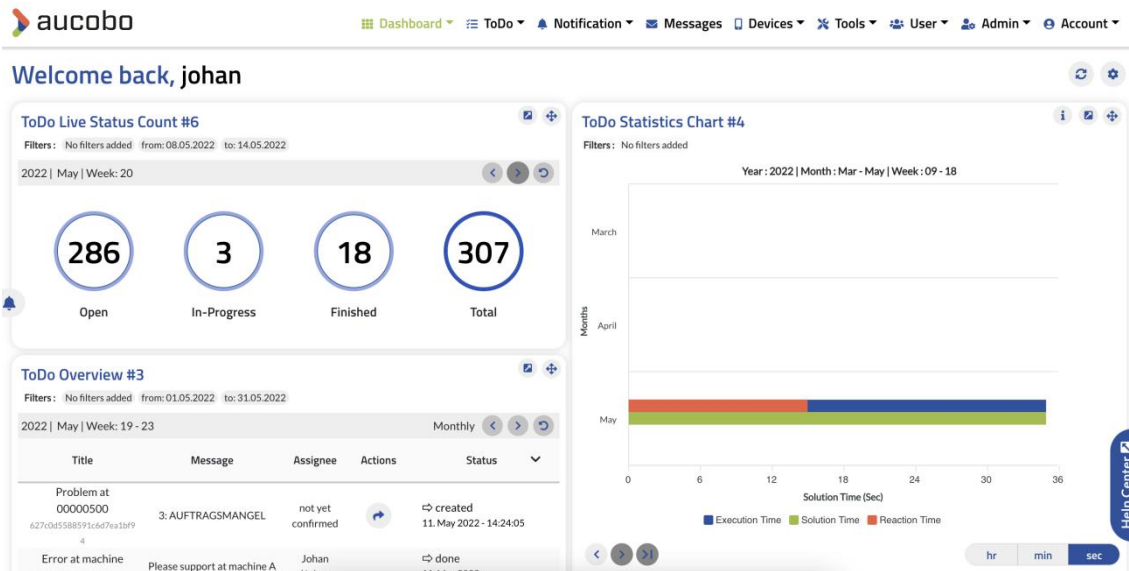 aucobo
Dashboard ToDo Notification Messages Devices Tools User Admin Account
Welcome back, johan
ToDo Live Status Count #6
Filters : No filters added from: 08.05.2022 to: 14.05.2022
2022 | May | Week: 20
286 3 18 307
Open In-Progress Finished Total
ToDo Overview #3
Filters : No filters added from: 01.05.2022 to: 31.05.2022
2022 | May | Week: 19 - 23 Monthly
Title Message Assignee Actions Status
Problem at
00000500
627c0d5588591c6d7ea1bf9
4
3: AUFTRAGSMANGEL
not yet
confirmed
created
11. May 2022 - 14:24:05
Error at machine
Please support at machine A
Johan
done
ToDo Statistics Chart #4
Filters : No filters added
Year : 2022 | Month : Mar - May | Week : 09 - 18
Months
March
April
May
0 6 12 18 24 30 36
Solution Time (Sec)
Execution Time Solution Time Reaction Time
hr min sec
Help Center